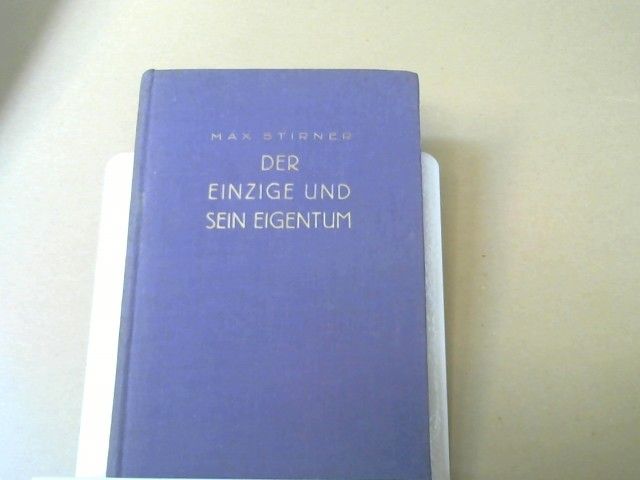 MAX STIRNER
DER
EINZIGE UND
SEIN EIGENTUM